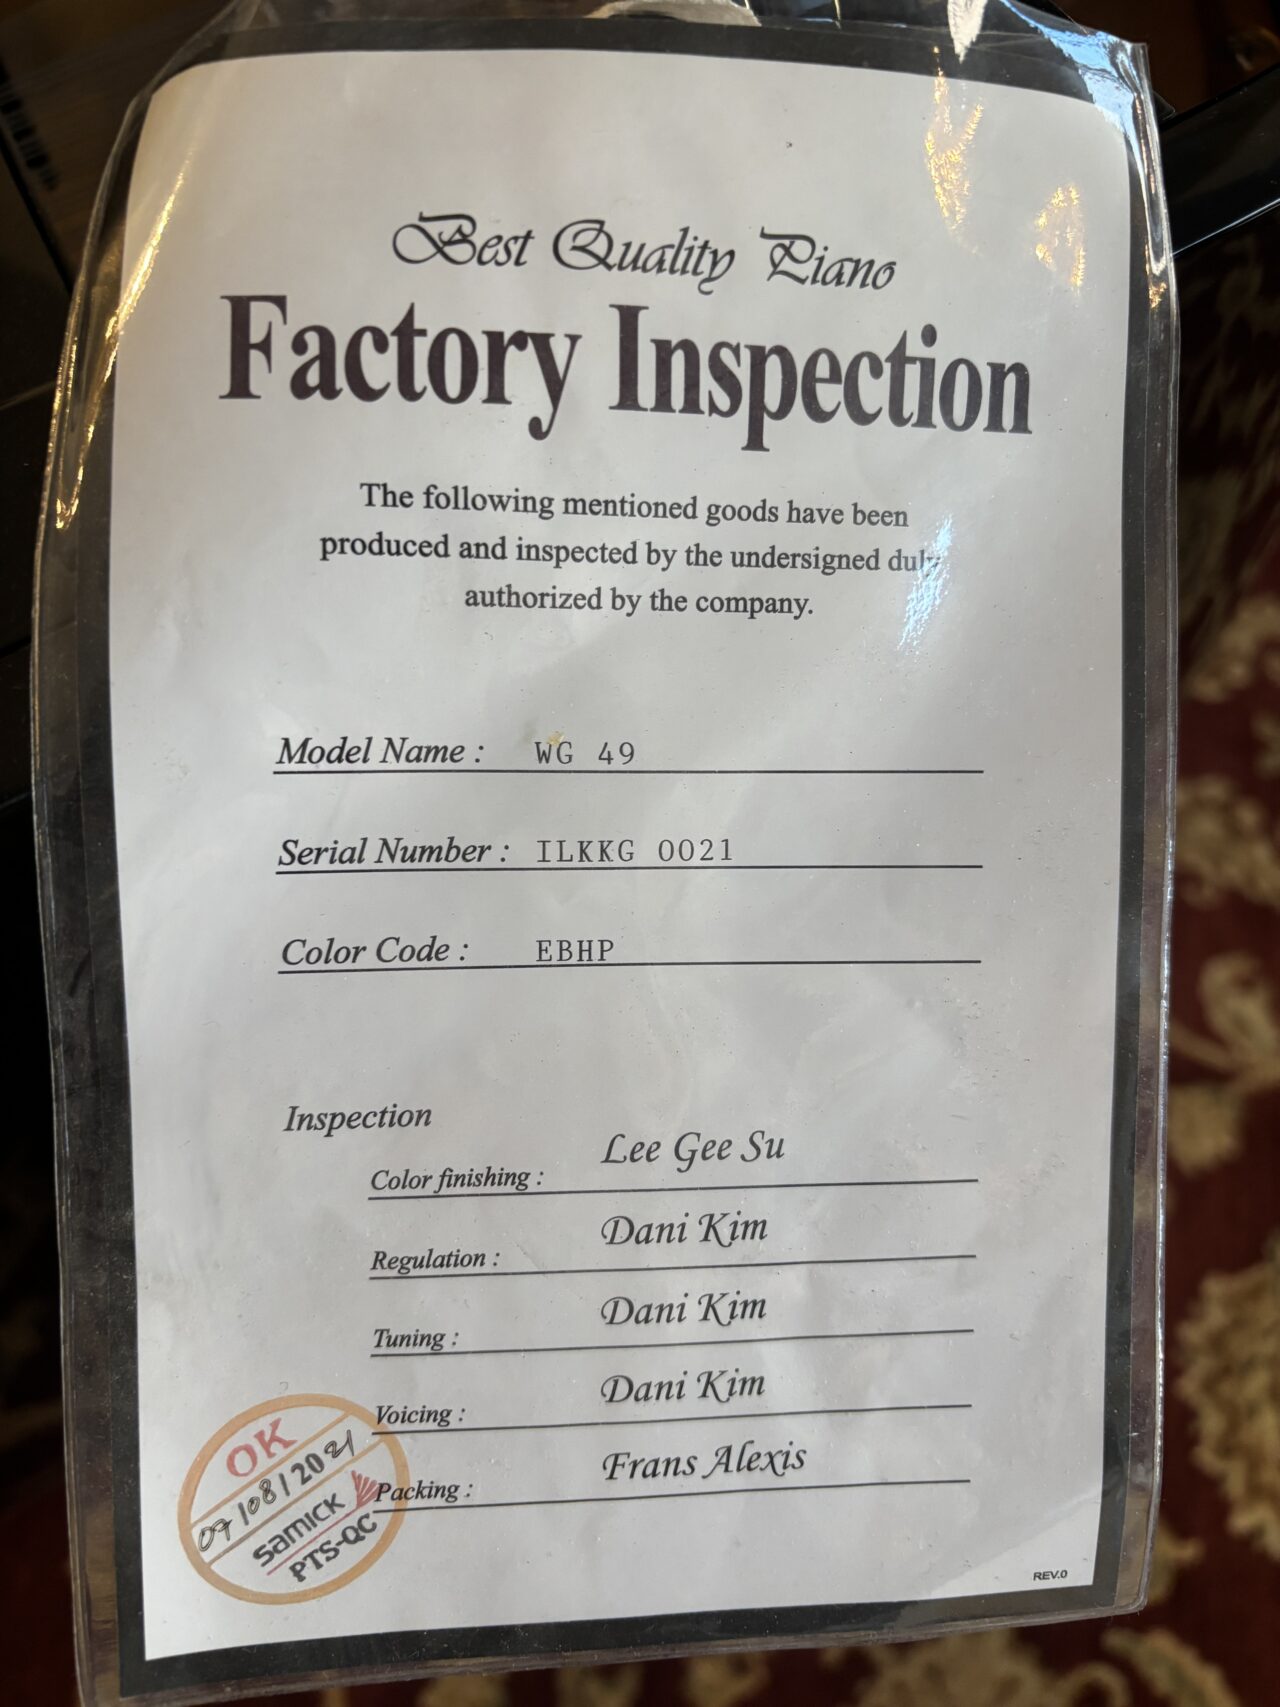 Best Quality Piano
Factory Inspection
The following mentioned goods have been
produced and inspected by the undersigned duly
authorized by the company.
Model Name : WG 49
Serial Number : ILKKG 0021
Color Code : EBHP
Inspection
Color finishing : Lee Gee Su
Regulation : Dani Kim
Tuning : Dani Kim
Voicing : Dani Kim
Packing : Frans Alexis
OK
07/08/2021
SAMICK
PTS-QC
REV.0